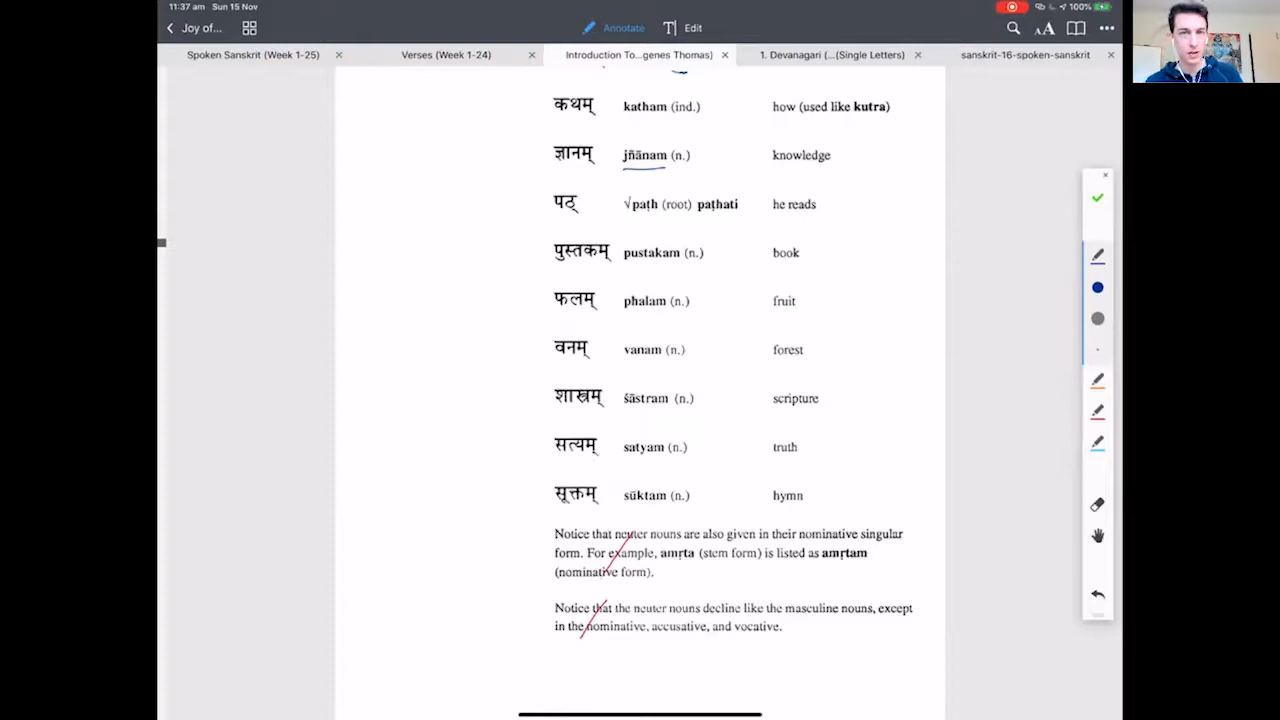 11:37 am Sun 15 Nov 100%
Joy of... Annotate Edit AA
Spoken Sanskrit (Week 1-25) Verses (Week 1-24) Introduction To...genes Thomas) 1. Devanagari (...(Single Letters) sanskrit-16-spoken-sanskrit
कथम् katham (ind.) how (used like kutra)
ज्ञानम् jñānam (n.) knowledge
पठ् √paṭh (root) paṭhati he reads
पुस्तकम् pustakam (n.) book
फलम् phalam (n.) fruit
वनम् vanam (n.) forest
शास्त्रम् śāstram (n.) scripture
सत्यम् satyam (n.) truth
सूक्तम् sūktam (n.) hymn
Notice that neuter nouns are also given in their nominative singular
form. For example, amṛta (stem form) is listed as amṛtam
(nominative form).
Notice that the neuter nouns decline like the masculine nouns, except
in the nominative, accusative, and vocative.